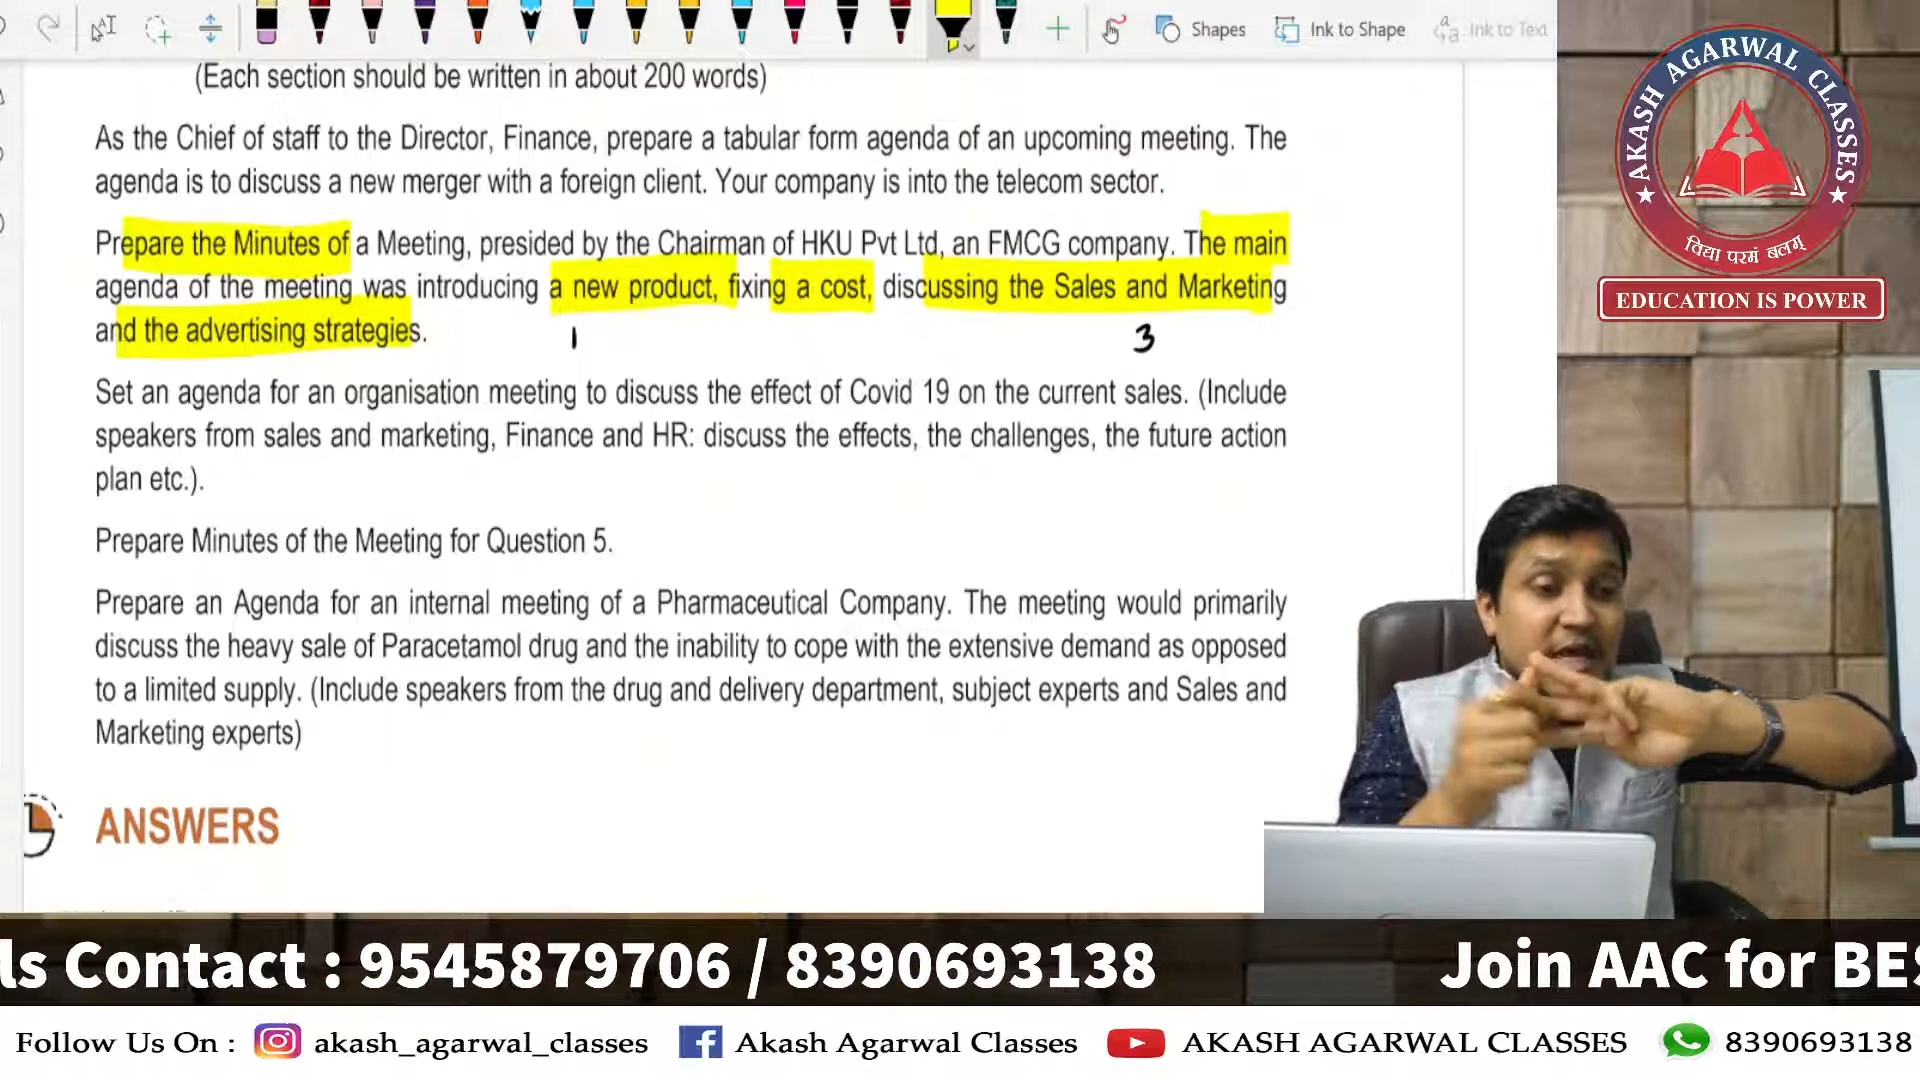 Shapes
Ink to Shape
Ink to Text
(Each section should be written in about 200 words)
As the Chief of staff to the Director, Finance, prepare a tabular form agenda of an upcoming meeting. The
agenda is to discuss a new merger with a foreign client. Your company is into the telecom sector.
Prepare the Minutes of a Meeting, presided by the Chairman of HKU Pvt Ltd, an FMCG company. The main
agenda of the meeting was introducing a new product, fixing a cost, discussing the Sales and Marketing
and the advertising strategies.
1
3
Set an agenda for an organisation meeting to discuss the effect of Covid 19 on the current sales. (Include
speakers from sales and marketing, Finance and HR: discuss the effects, the challenges, the future action
plan etc.).
Prepare Minutes of the Meeting for Question 5.
Prepare an Agenda for an internal meeting of a Pharmaceutical Company. The meeting would primarily
discuss the heavy sale of Paracetamol drug and the inability to cope with the extensive demand as opposed
to a limited supply. (Include speakers from the drug and delivery department, subject experts and Sales and
Marketing experts)
ANSWERS
AKASH AGARWAL CLASSES
विद्या परमं बलम्
EDUCATION IS POWER
ls Contact : 9545879706 / 8390693138
Join AAC for BES
Follow Us On :
akash_agarwal_classes
Akash Agarwal Classes
AKASH AGARWAL CLASSES
8390693138